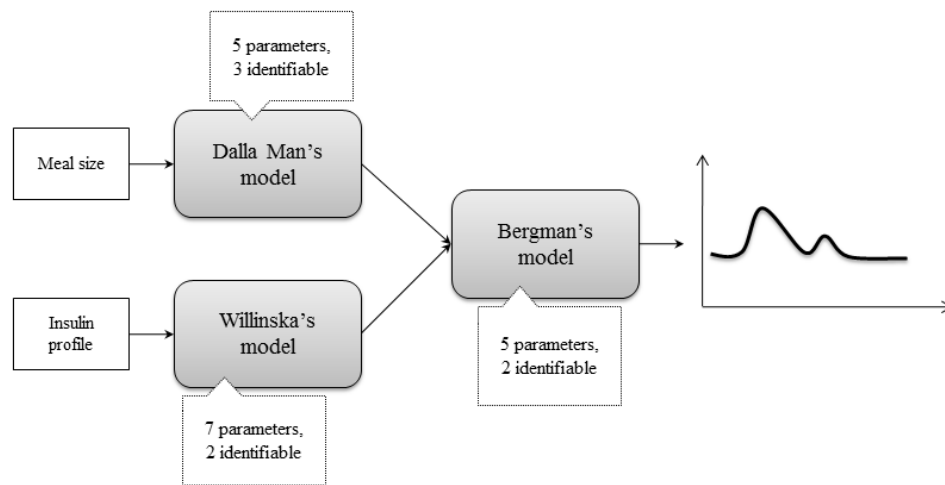 5 parameters,
3 identifiable
Meal size
Dalla Man's
model
Bergman's
model
Insulin
profile
Willinska's
model
5 parameters,
2 identifiable
7 parameters,
2 identifiable